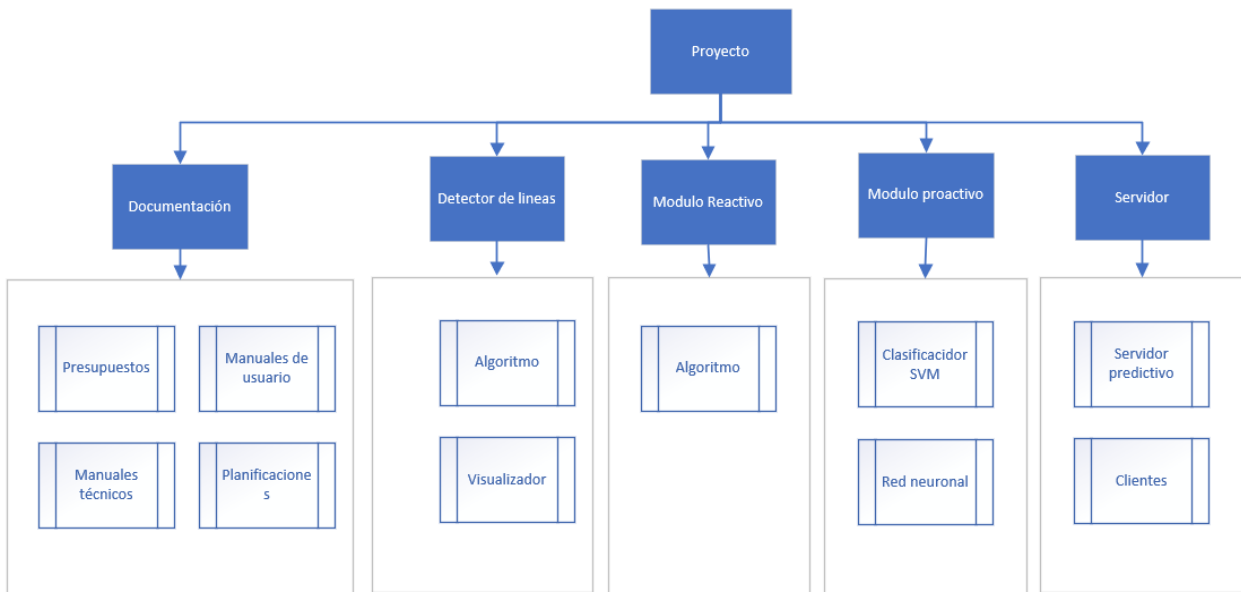 Proyecto
Documentación
Detector de lineas
Modulo Reactivo
Modulo proactivo
Servidor
Presupuestos
Manuales de
usuario
Manuales
técnicos
Planificacione
s
Algoritmo
Visualizador
Algoritmo
Clasificacidor
SVM
Red neuronal
Servidor
predictivo
Clientes